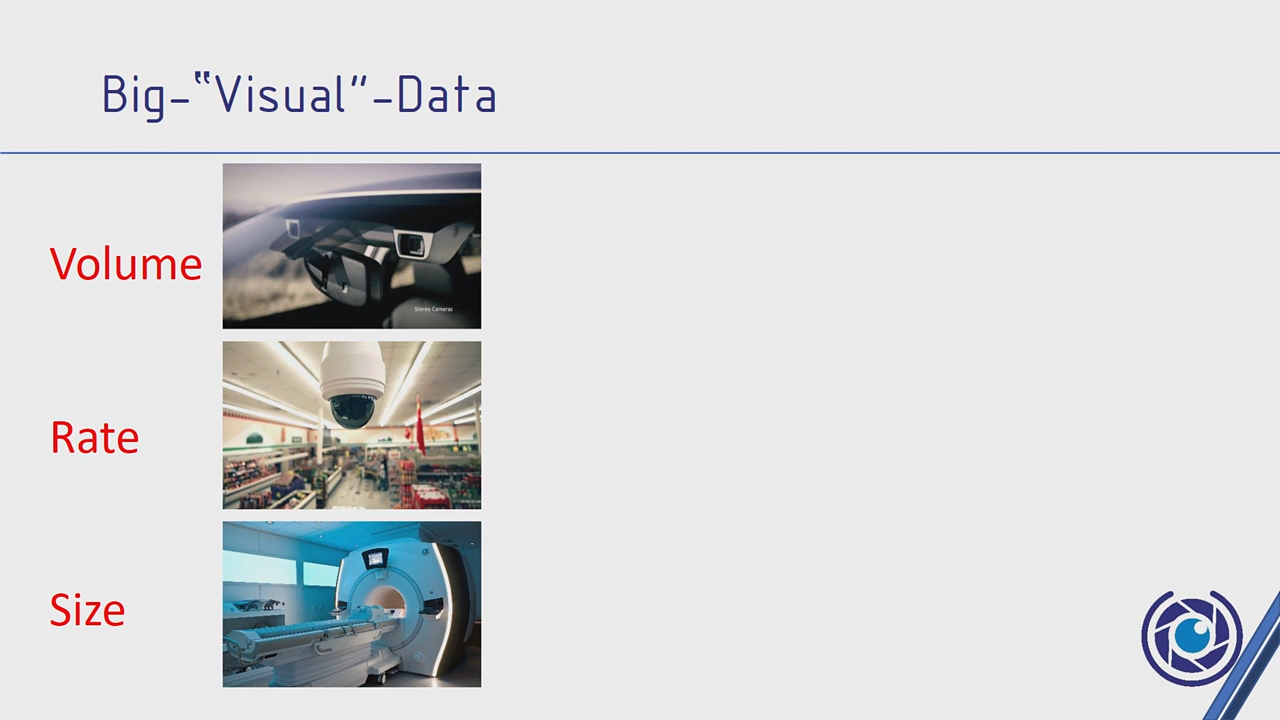 Big-‟Visual”-Data
Volume
Stereo Cameras
Rate
Size